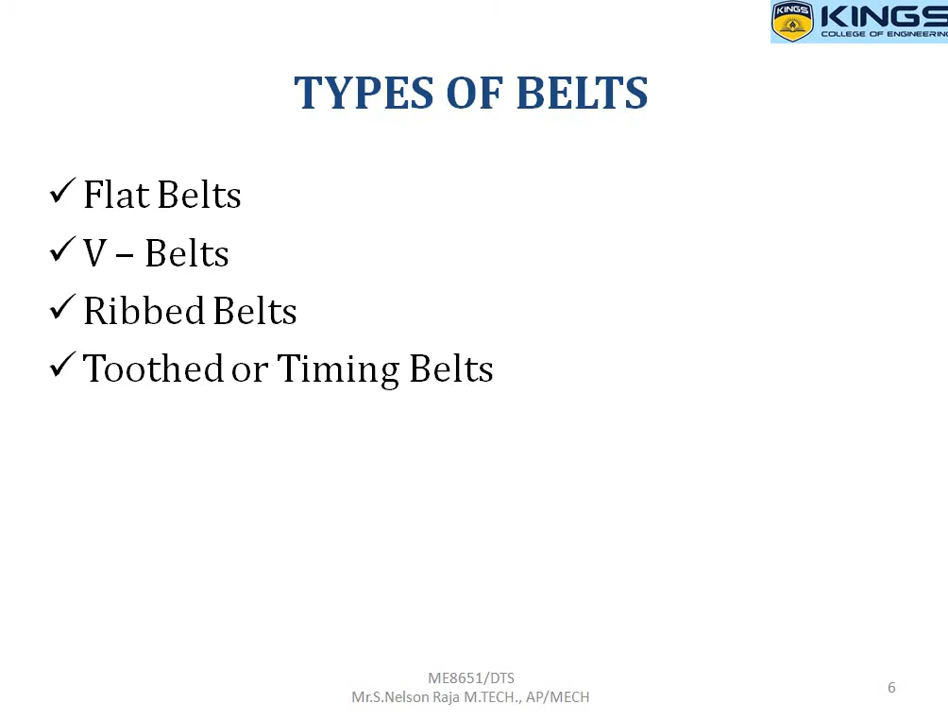 KINGS
KINGS
COLLEGE OF ENGINEERING
TYPES OF BELTS
✓ Flat Belts
✓ V – Belts
✓ Ribbed Belts
✓ Toothed or Timing Belts
ME8651/DTS
Mr.S.Nelson Raja M.TECH., AP/MECH
6